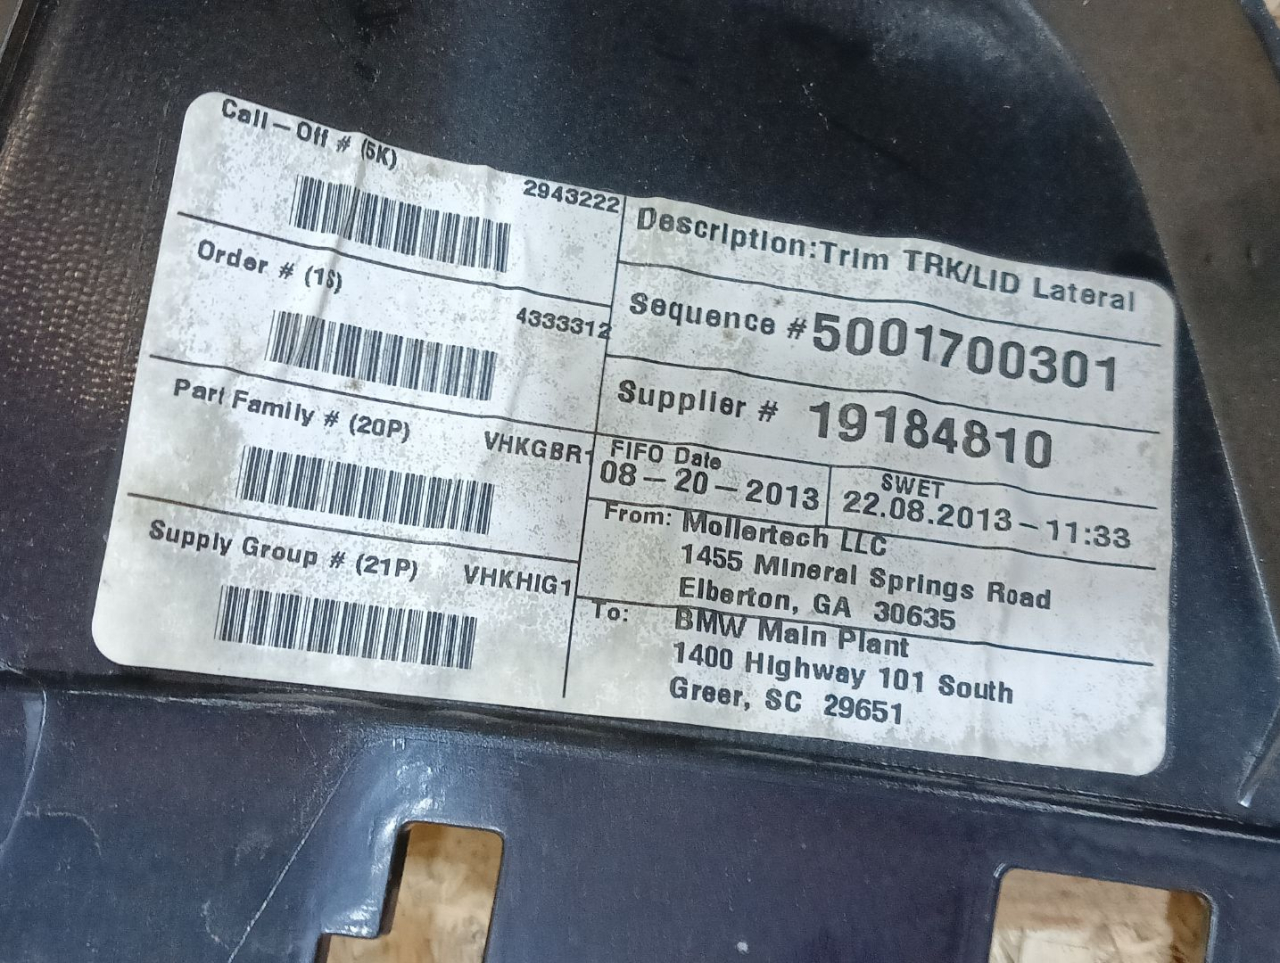 Call-Off # (5K)
2943222
Order # (1S)
4333312
Part Family # (20P)
VHKGBR1
Supply Group # (21P)
VHKHIG1
Description:Trim TRK/LID Lateral
Sequence #5001700301
Supplier # 19184810
FIFO Date
08-20-2013
SWET
22.08.2013-11:33
From: Mollertech LLC
1455 Mineral Springs Road
Elberton, GA 30635
To: BMW Main Plant
1400 Highway 101 South
Greer, SC 29651